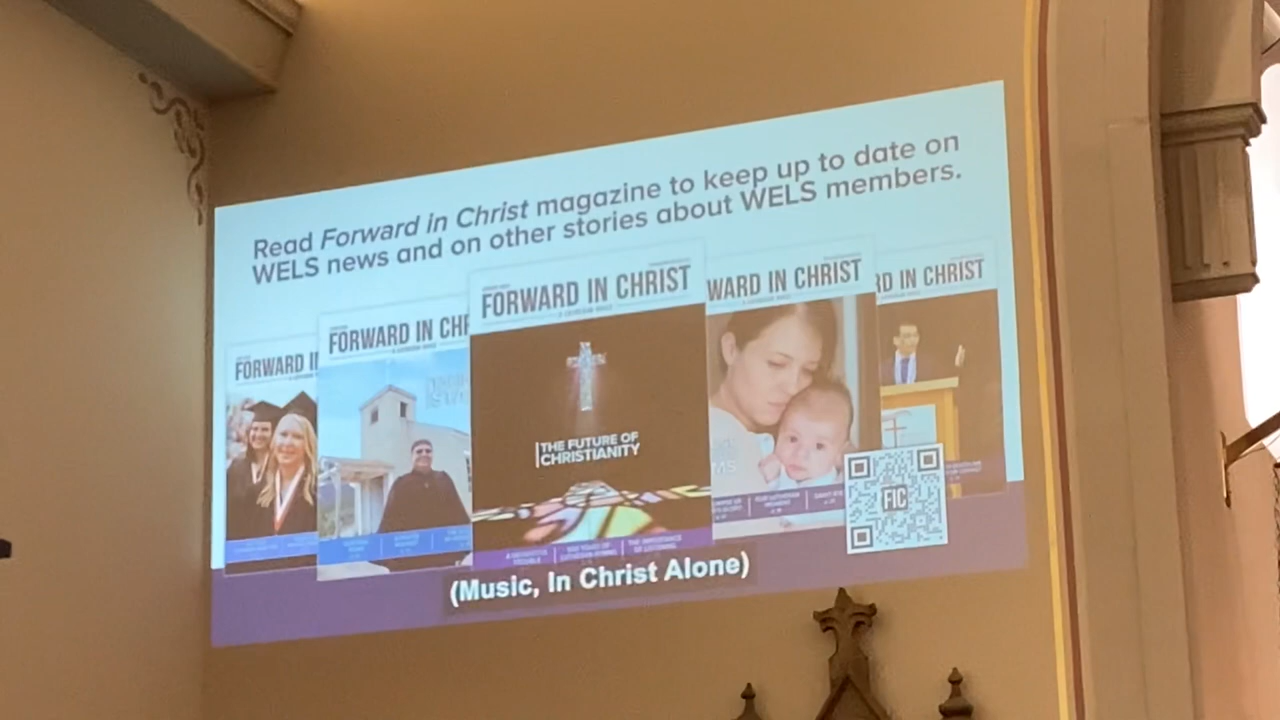 Read Forward in Christ magazine to keep up to date on
WELS news and on other stories about WELS members.
FORWARD IN
FORWARD IN CHR
FORWARD IN CHRIST
WARD IN CHRIST
RD IN CHRIST
THE FUTURE OF
CHRISTIANITY
FIC
(Music, In Christ Alone)